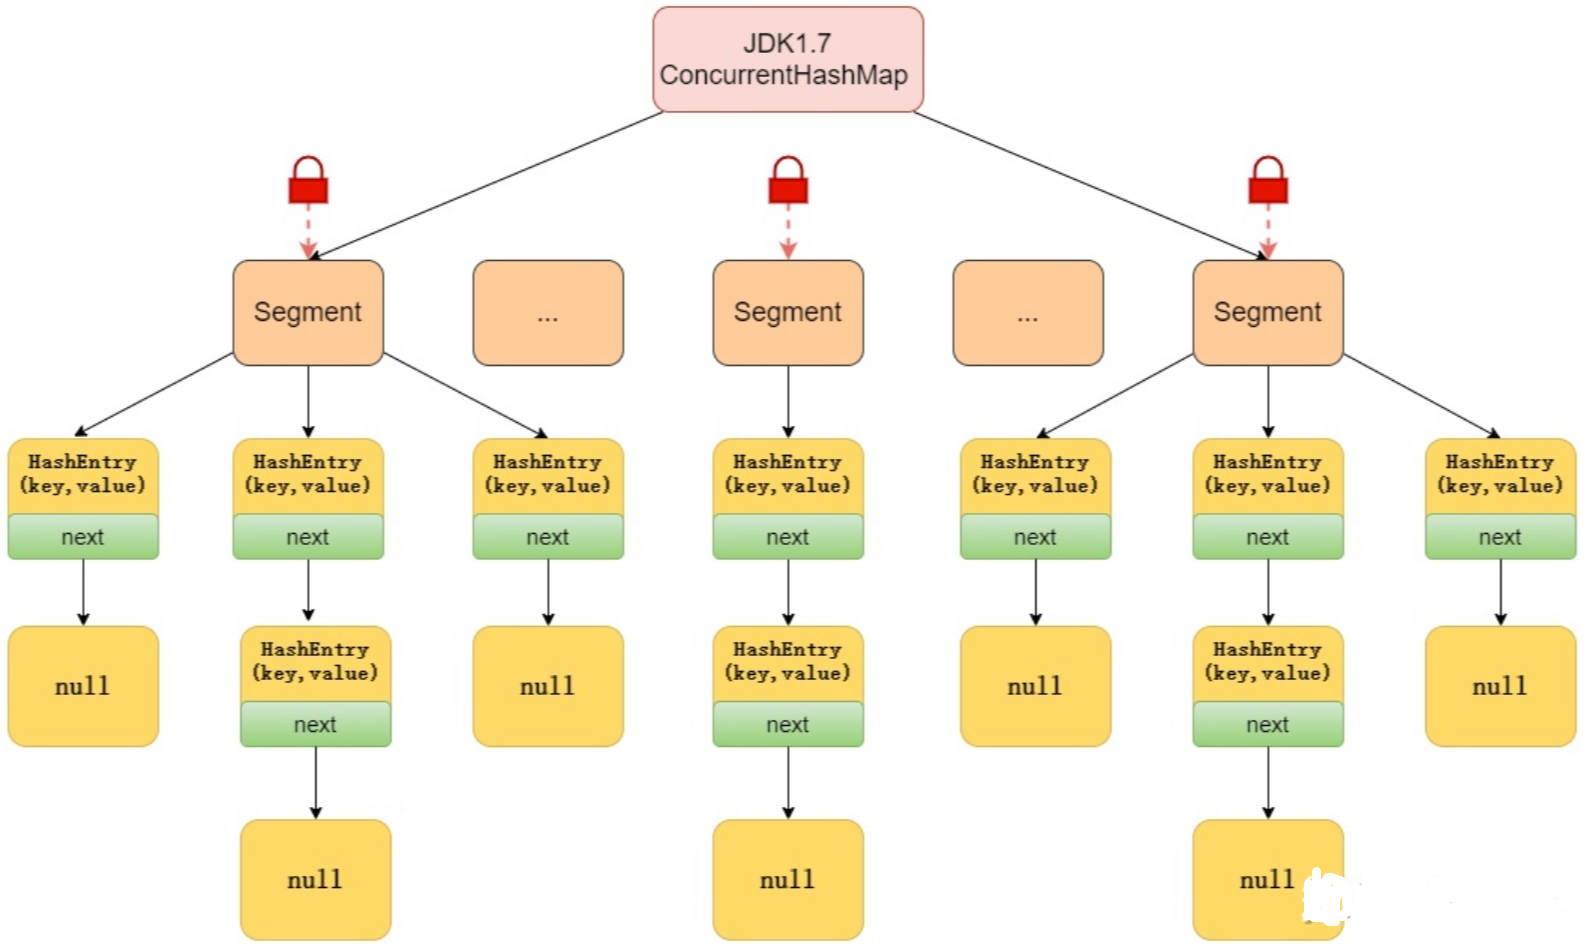 JDK1.7
ConcurrentHashMap
Segment
...
Segment
...
Segment
HashEntry
(key,value)
next
HashEntry
(key,value)
next
HashEntry
(key,value)
next
HashEntry
(key,value)
next
HashEntry
(key,value)
next
HashEntry
(key,value)
next
HashEntry
(key,value)
next
null
HashEntry
(key,value)
next
null
HashEntry
(key,value)
next
null
HashEntry
(key,value)
next
null
null
null
null